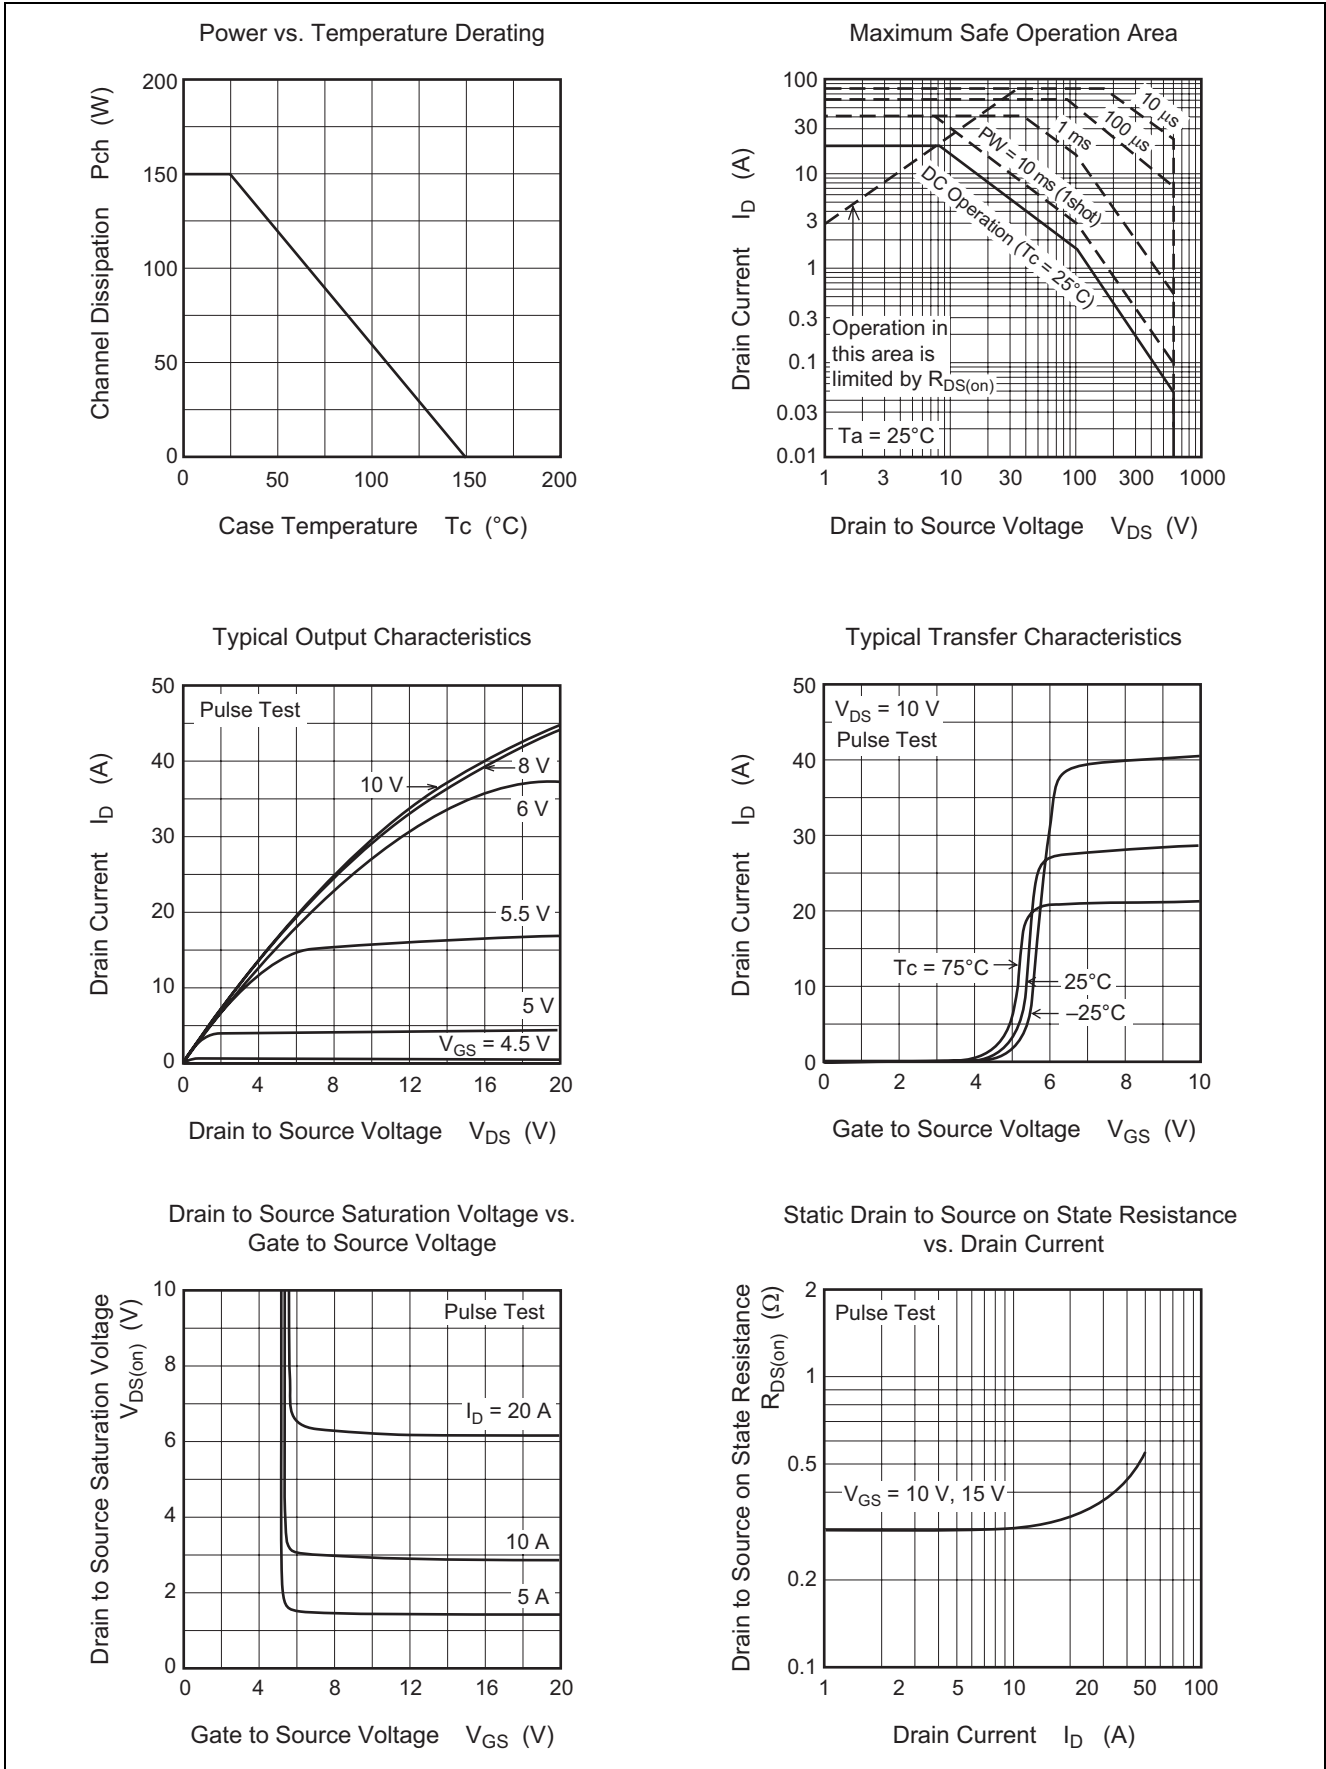 Power vs. Temperature Derating
Channel Dissipation Pch (W)
200
150
100
50
0
0 50 100 150 200
Case Temperature Tc (°C)
Maximum Safe Operation Area
Drain Current I_D (A)
100
30
10
3
1
0.3
0.1
0.03
0.01
10 μs
100 μs
1 ms
PW = 10 ms (1shot)
DC Operation (Tc = 25°C)
Operation in
this area is
limited by R_DS(on)
Ta = 25°C
1 3 10 30 100 300 1000
Drain to Source Voltage V_DS (V)
Typical Output Characteristics
Drain Current I_D (A)
50
40
30
20
10
0
Pulse Test
10 V
8 V
6 V
5.5 V
5 V
V_GS = 4.5 V
0 4 8 12 16 20
Drain to Source Voltage V_DS (V)
Typical Transfer Characteristics
Drain Current I_D (A)
50
40
30
20
10
0
V_DS = 10 V
Pulse Test
Tc = 75°C
25°C
–25°C
0 2 4 6 8 10
Gate to Source Voltage V_GS (V)
Drain to Source Saturation Voltage vs.
Gate to Source Voltage
Drain to Source Saturation Voltage
V_DS(on) (V)
10
8
6
4
2
0
Pulse Test
I_D = 20 A
10 A
5 A
0 4 8 12 16 20
Gate to Source Voltage V_GS (V)
Static Drain to Source on State Resistance
vs. Drain Current
Drain to Source on State Resistance
R_DS(on) (Ω)
2
1
0.5
0.2
0.1
Pulse Test
V_GS = 10 V, 15 V
1 2 5 10 20 50 100
Drain Current I_D (A)